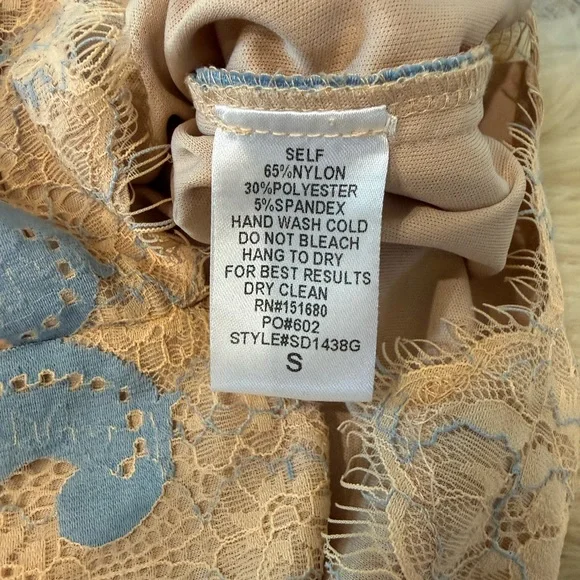 SELF
65%NYLON
30%POLYESTER
5%SPANDEX
HAND WASH COLD
DO NOT BLEACH
HANG TO DRY
FOR BEST RESULTS
DRY CLEAN
RN#151680
PO#602
STYLE#SD1438G
S